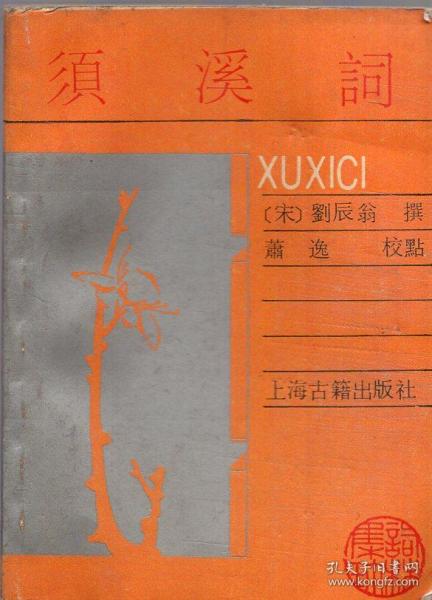 須溪詞
XUXICI
〔宋〕劉辰翁 撰
蕭逸 校點
上海古籍出版社
孔夫子旧书网
kongfz.com